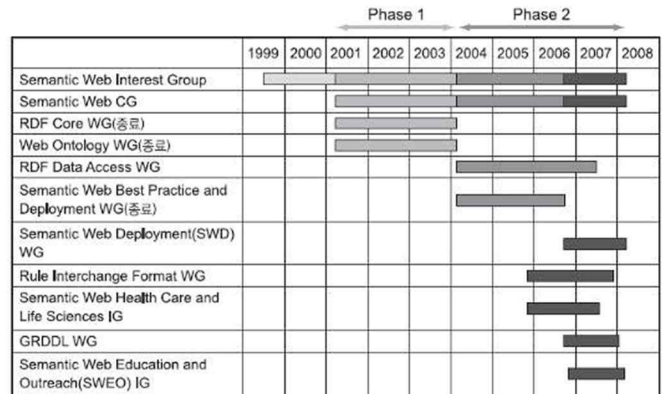 Phase 1 Phase 2
1999 2000 2001 2002 2003 2004 2005 2006 2007 2008
Semantic Web Interest Group
Semantic Web CG
RDF Core WG(종료)
Web Ontology WG(종료)
RDF Data Access WG
Semantic Web Best Practice and
Deployment WG(종료)
Semantic Web Deployment(SWD)
WG
Rule Interchange Format WG
Semantic Web Health Care and
Life Sciences IG
GRDDL WG
Semantic Web Education and
Outreach(SWEO) IG